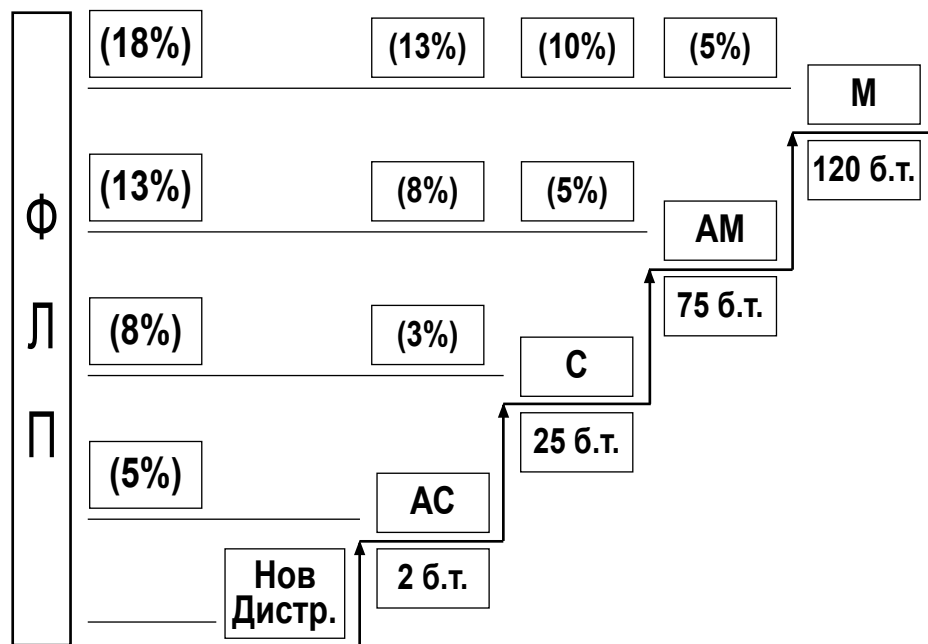 (18%) (13%) (10%) (5%)
М
(13%) (8%) (5%)
120 б.т.
АМ
(8%) (3%)
75 б.т.
С
(5%)
25 б.т.
АС
Нов
Дистр.
2 б.т.
Ф
Л
П